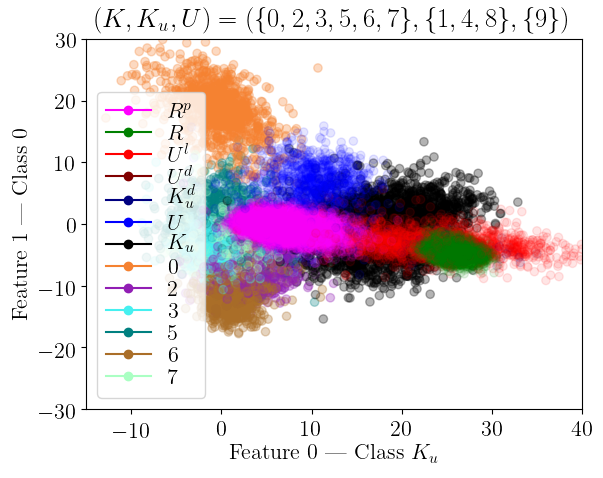 (K, K_u, U) = ({0, 2, 3, 5, 6, 7}, {1, 4, 8}, {9})
Feature 1 — Class 0
30
20
10
0
−10
−20
−30
R^p
R
U^l
U^d
K_u^d
U
K_u
0
2
3
5
6
7
−10
0
10
20
30
40
Feature 0 — Class K_u